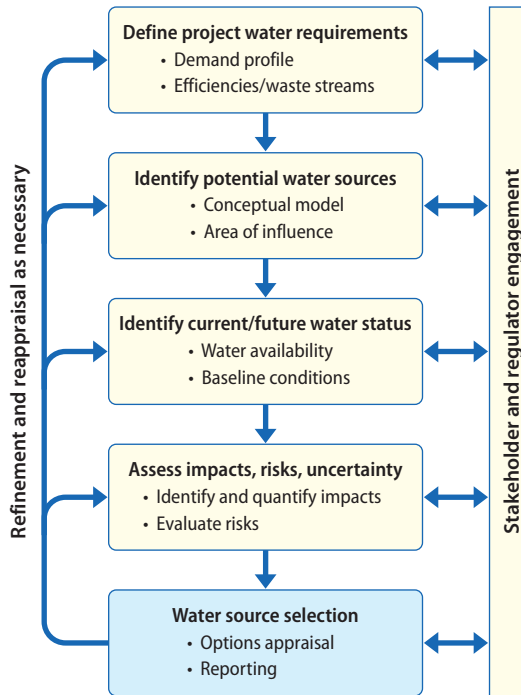 Define project water requirements
• Demand profile
• Efficiencies/waste streams
Identify potential water sources
• Conceptual model
• Area of influence
Identify current/future water status
• Water availability
• Baseline conditions
Assess impacts, risks, uncertainty
• Identify and quantify impacts
• Evaluate risks
Water source selection
• Options appraisal
• Reporting
Refinement and reappraisal as necessary
Stakeholder and regulator engagement